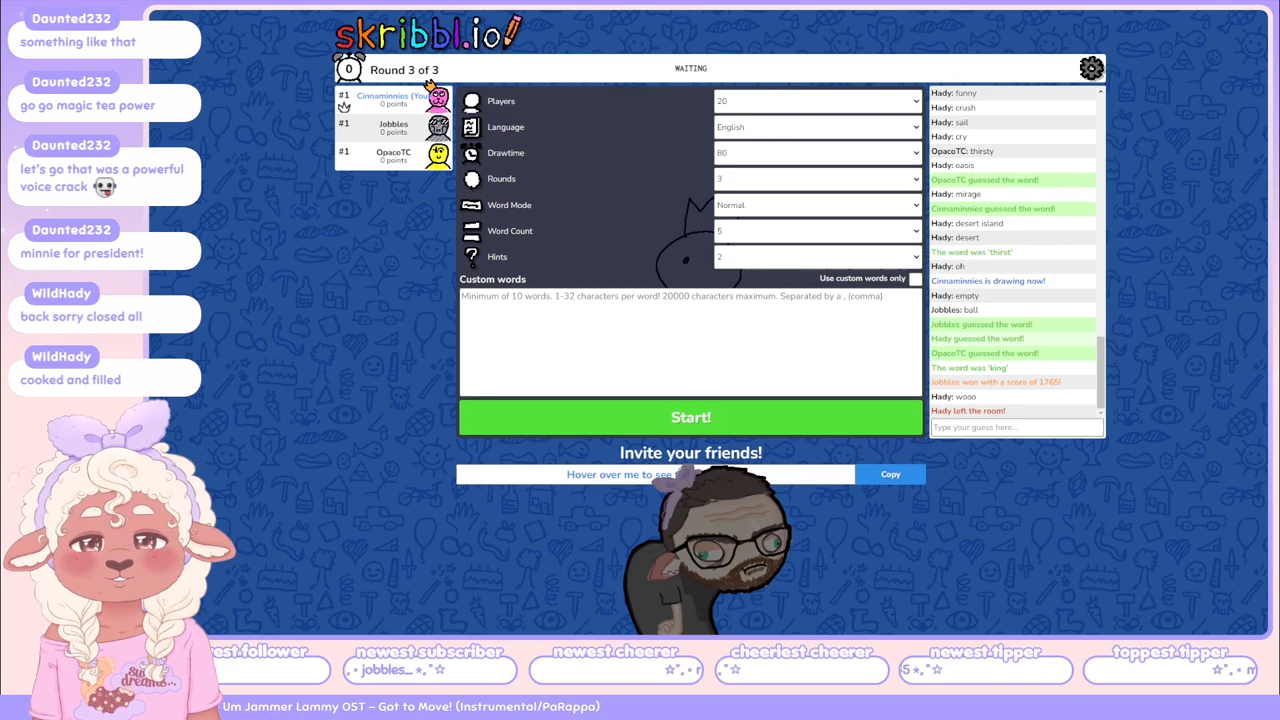 Daunted232
something like that
Daunted232
go go magic tea power
Daunted232
let's go that was a powerful
voice crack
Daunted232
minnie for president!
WildHady
back sorry closed all
WildHady
cooked and filled
skribbl.io
0
Round 3 of 3
WAITING
#1
Cinnaminnies (You)
0 points
#1
Jobbles
0 points
#1
OpacoTC
0 points
Players
20
Language
English
Drawtime
80
Rounds
3
Word Mode
Normal
Word Count
5
Hints
2
Custom words
Use custom words only
Minimum of 10 words. 1-32 characters per word! 20000 characters maximum. Separated by a , (comma)
Start!
Invite your friends!
Hover over me to see
Copy
Hady: funny
Hady: crush
Hady: sail
Hady: cry
OpacoTC: thirsty
Hady: oasis
OpacoTC guessed the word!
Hady: mirage
Cinnaminnies guessed the word!
Hady: desert island
Hady: desert
The word was 'thirst'
Hady: oh
Cinnaminnies is drawing now!
Hady: empty
Jobbles: ball
Jobbles guessed the word!
Hady guessed the word!
OpacoTC guessed the word!
The word was 'king'
Jobbles won with a score of 1765!
Hady: wooo
Hady left the room!
Type your guess here...
sweet dreams...
est follower
newest subscriber
jobbles_
newest cheerer
cheeriest cheerer
newest tipper
5
toppest tipper
Um Jammer Lammy OST - Got to Move! (Instrumental/PaRappa)